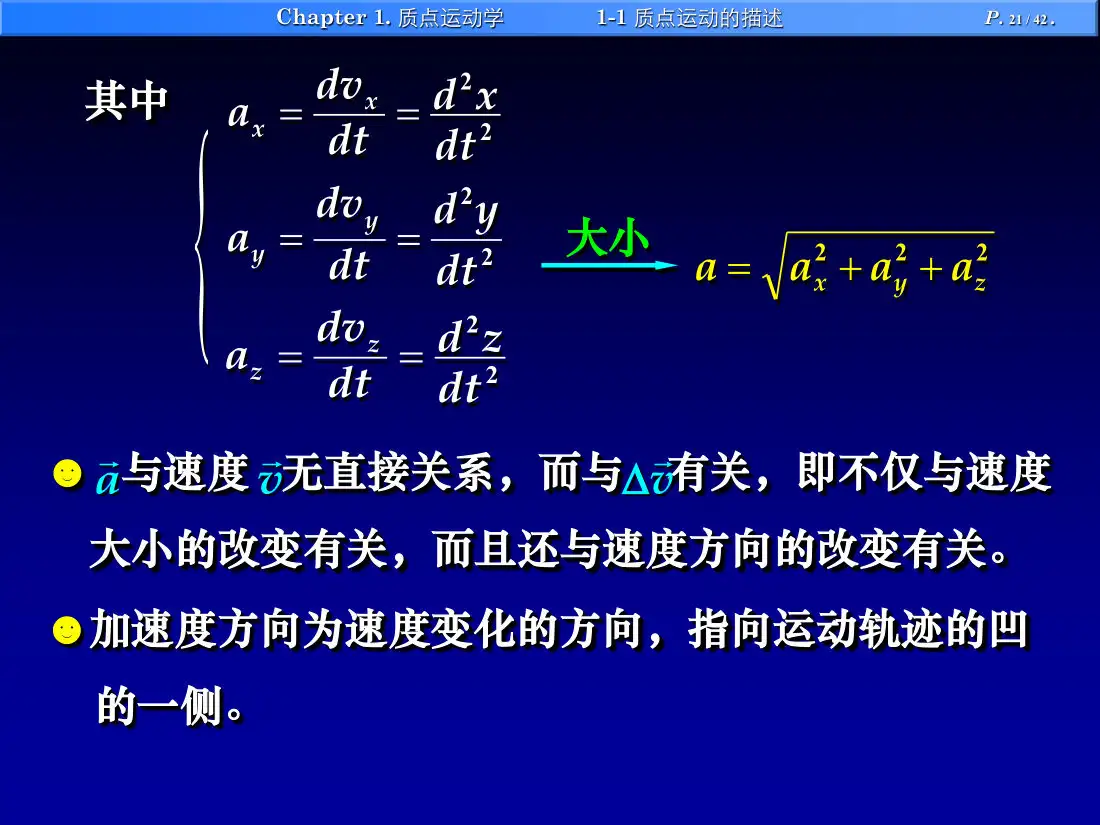 Chapter 1. 质点运动学 1-1 质点运动的描述 P. 21 / 42 .
其中
a_x = dv_x/dt = d²x/dt²
a_y = dv_y/dt = d²y/dt²
大小
a = √(a_x² + a_y² + a_z²)
a_z = dv_z/dt = d²z/dt²
a⃗与速度 v⃗无直接关系，而与Δv⃗有关，即不仅与速度
大小的改变有关，而且还与速度方向的改变有关。
加速度方向为速度变化的方向，指向运动轨迹的凹
的一侧。